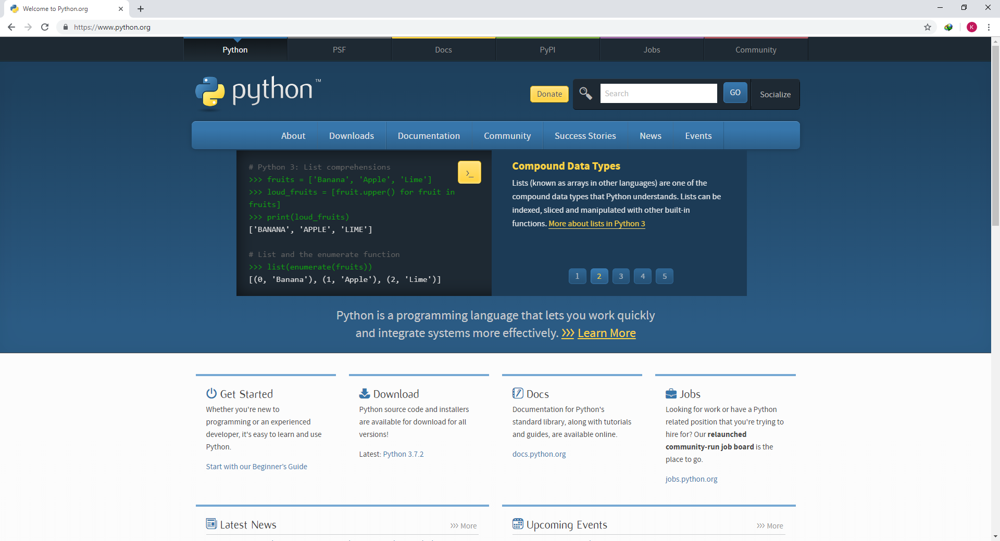 Welcome to Python.org
https://www.python.org
K
Python
PSF
Docs
PyPI
Jobs
Community
python™
Donate
Search
GO
Socialize
About
Downloads
Documentation
Community
Success Stories
News
Events
# Python 3: List comprehensions
>>> fruits = ['Banana', 'Apple', 'Lime']
>>> loud_fruits = [fruit.upper() for fruit in
fruits]
>>> print(loud_fruits)
['BANANA', 'APPLE', 'LIME']
# List and the enumerate function
>>> list(enumerate(fruits))
[(0, 'Banana'), (1, 'Apple'), (2, 'Lime')]
>_
Compound Data Types
Lists (known as arrays in other languages) are one of the
compound data types that Python understands. Lists can be
indexed, sliced and manipulated with other built-in
functions. More about lists in Python 3
1
2
3
4
5
Python is a programming language that lets you work quickly
and integrate systems more effectively. >>> Learn More
Get Started
Whether you're new to
programming or an experienced
developer, it's easy to learn and use
Python.
Start with our Beginner’s Guide
Download
Python source code and installers
are available for download for all
versions!
Latest: Python 3.7.2
Docs
Documentation for Python's
standard library, along with tutorials
and guides, are available online.
docs.python.org
Jobs
Looking for work or have a Python
related position that you're trying to
hire for? Our relaunched
community-run job board is the
place to go.
jobs.python.org
Latest News
>>> More
Upcoming Events
>>> More